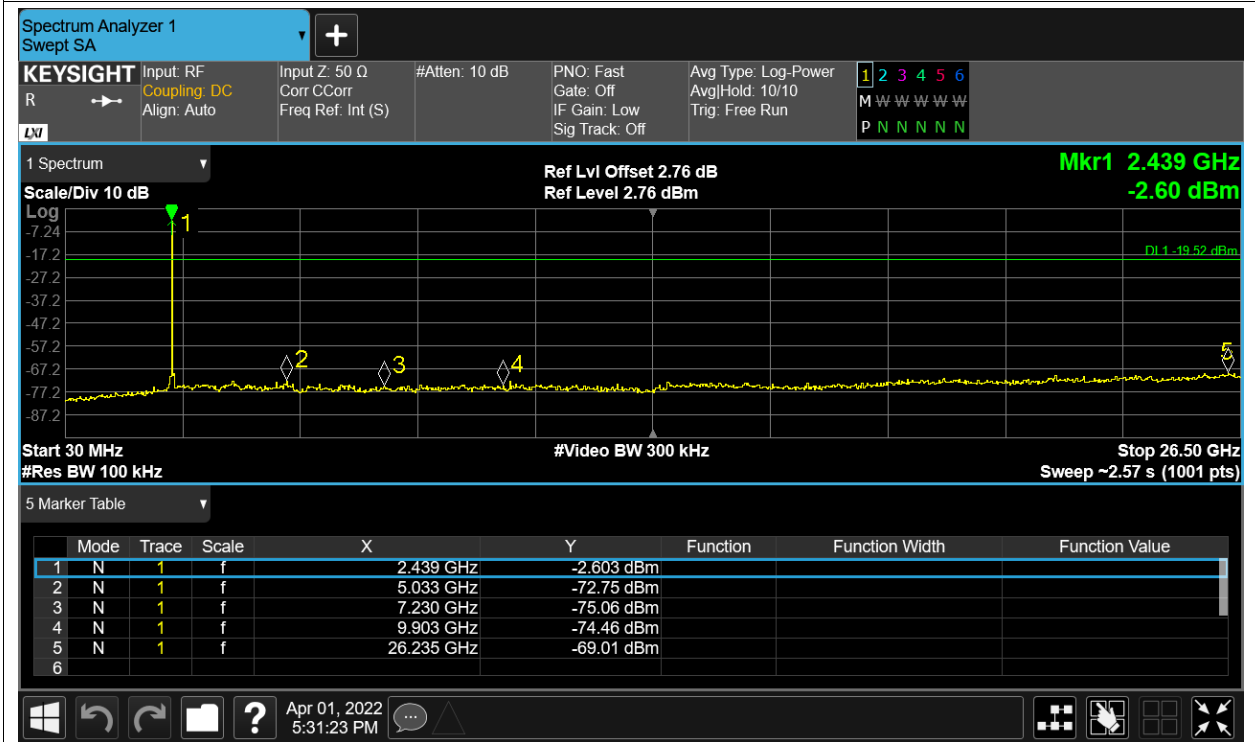 Spectrum Analyzer 1
Swept SA
+
KEYSIGHT
R
LXI
Input: RF
Coupling: DC
Align: Auto
Input Z: 50 Ω
Corr CCorr
Freq Ref: Int (S)
#Atten: 10 dB
PNO: Fast
Gate: Off
IF Gain: Low
Sig Track: Off
Avg Type: Log-Power
Avg|Hold: 10/10
Trig: Free Run
1 2 3 4 5 6
M W W W W W
P N N N N N
1 Spectrum
Scale/Div 10 dB
Ref Lvl Offset 2.76 dB
Ref Level 2.76 dBm
Mkr1 2.439 GHz
-2.60 dBm
Log
-7.24
-17.2
-27.2
-37.2
-47.2
-57.2
-67.2
-77.2
-87.2
1
DL1 -19.52 dBm
2
3
4
5
Start 30 MHz
#Video BW 300 kHz
Stop 26.50 GHz
#Res BW 100 kHz
Sweep ~2.57 s (1001 pts)
5 Marker Table
Mode Trace Scale X Y Function Function Width Function Value
1 N 1 f 2.439 GHz -2.603 dBm
2 N 1 f 5.033 GHz -72.75 dBm
3 N 1 f 7.230 GHz -75.06 dBm
4 N 1 f 9.903 GHz -74.46 dBm
5 N 1 f 26.235 GHz -69.01 dBm
6
?
Apr 01, 2022
5:31:23 PM